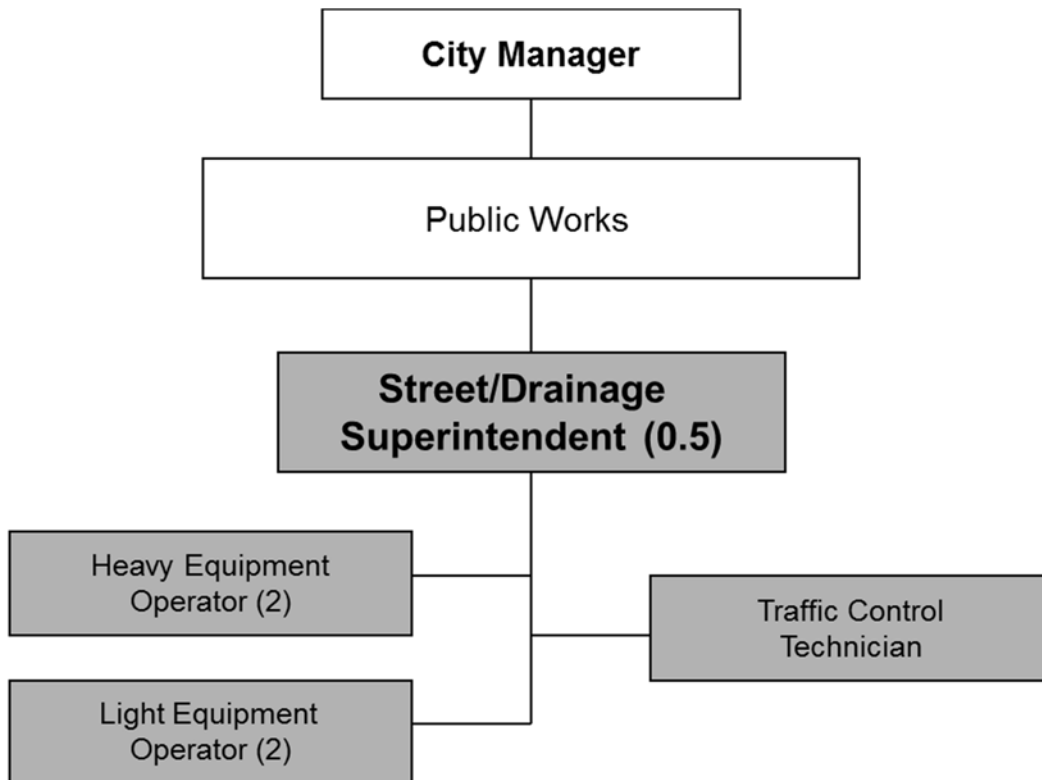 City Manager
Public Works
Street/Drainage
Superintendent (0.5)
Heavy Equipment
Operator (2)
Traffic Control
Technician
Light Equipment
Operator (2)